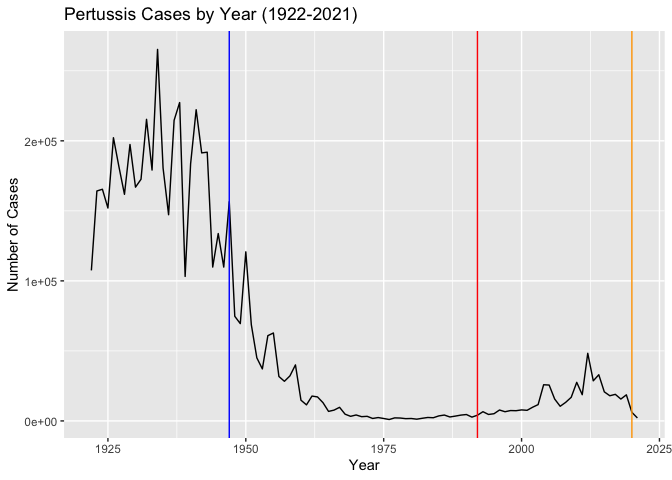 Pertussis Cases by Year (1922-2021)
Number of Cases
2e+05
1e+05
0e+00
1925 1950 1975 2000 2025
Year